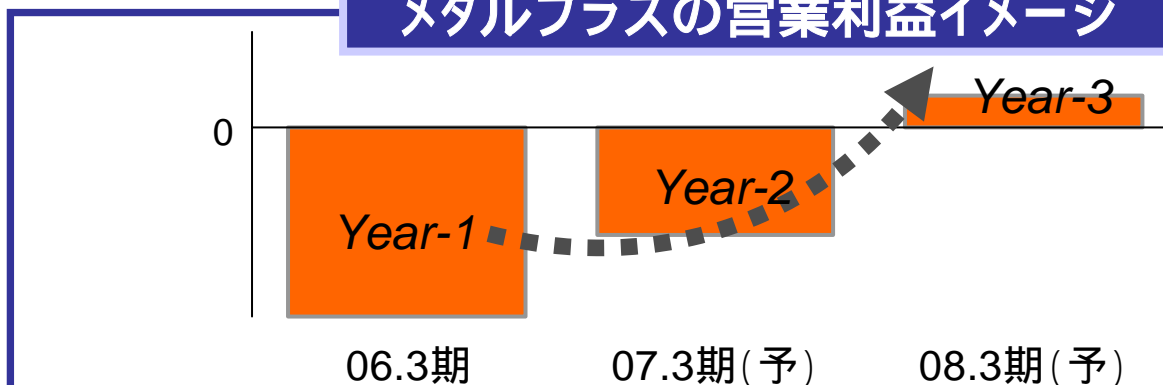 メタルプラスの営業利益イメージ
0
Year-1
Year-2
Year-3
06.3期
07.3期(予)
08.3期(予)